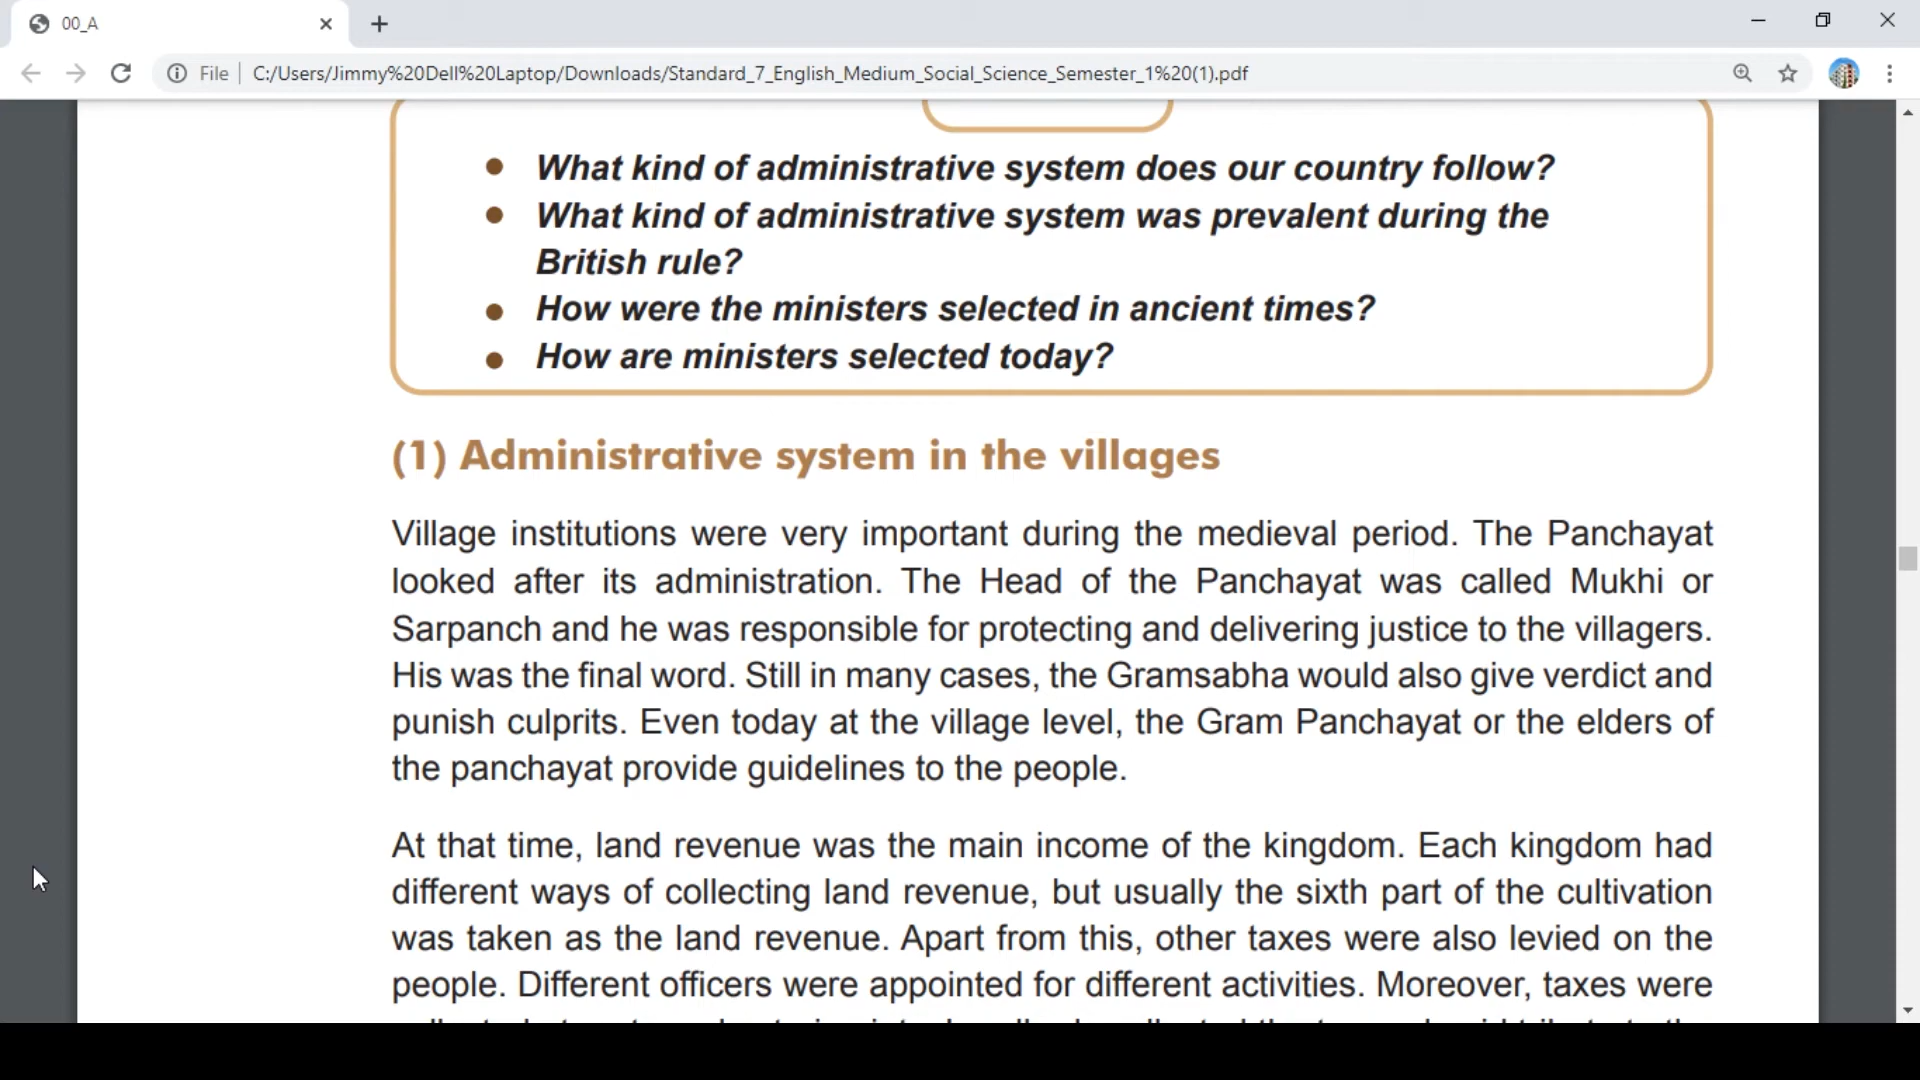 00_A
File
C:/Users/Jimmy%20Dell%20Laptop/Downloads/Standard_7_English_Medium_Social_Science_Semester_1%20(1).pdf
What kind of administrative system does our country follow?
What kind of administrative system was prevalent during the
British rule?
How were the ministers selected in ancient times?
How are ministers selected today?
(1) Administrative system in the villages
Village institutions were very important during the medieval period. The Panchayat
looked after its administration. The Head of the Panchayat was called Mukhi or
Sarpanch and he was responsible for protecting and delivering justice to the villagers.
His was the final word. Still in many cases, the Gramsabha would also give verdict and
punish culprits. Even today at the village level, the Gram Panchayat or the elders of
the panchayat provide guidelines to the people.
At that time, land revenue was the main income of the kingdom. Each kingdom had
different ways of collecting land revenue, but usually the sixth part of the cultivation
was taken as the land revenue. Apart from this, other taxes were also levied on the
people. Different officers were appointed for different activities. Moreover, taxes were